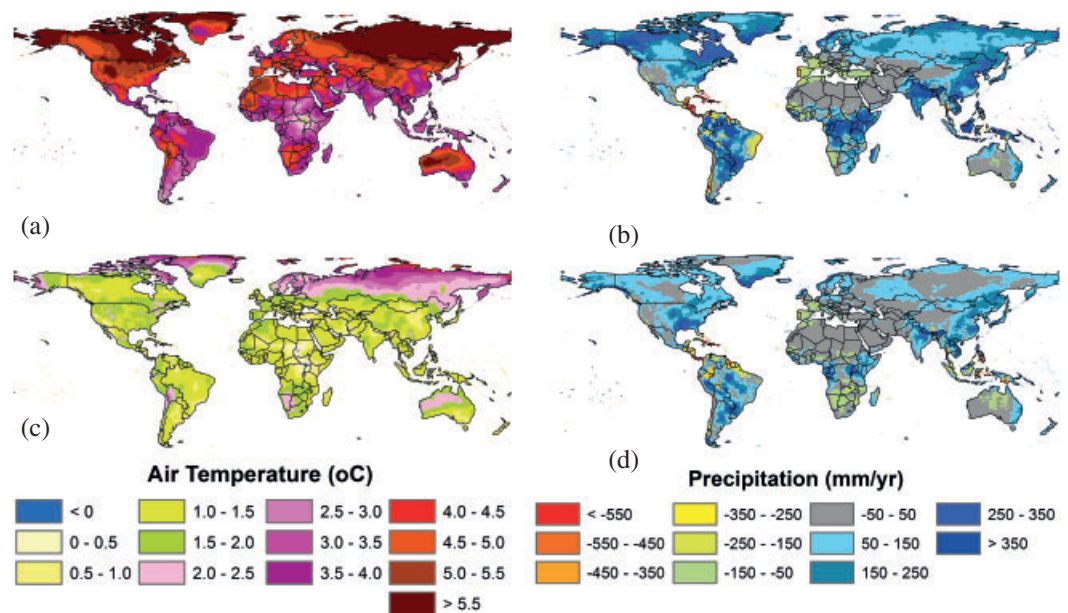 (a)
(b)
(c)
(d)
Air Temperature (oC)
< 0
0 - 0.5
0.5 - 1.0
1.0 - 1.5
1.5 - 2.0
2.0 - 2.5
2.5 - 3.0
3.0 - 3.5
3.5 - 4.0
4.0 - 4.5
4.5 - 5.0
5.0 - 5.5
> 5.5
Precipitation (mm/yr)
< -550
-550 - -450
-450 - -350
-350 - -250
-250 - -150
-150 - -50
-50 - 50
50 - 150
150 - 250
250 - 350
> 350